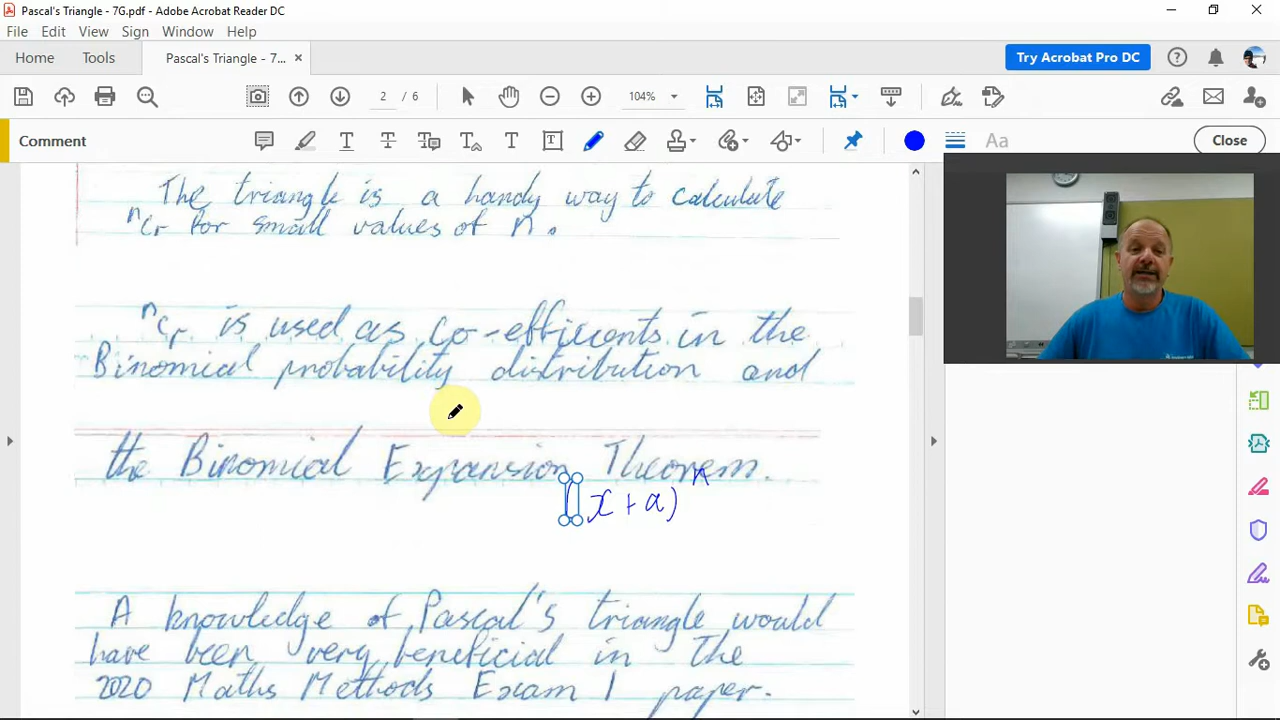 Pascal's Triangle - 7G.pdf - Adobe Acrobat Reader DC
File Edit View Sign Window Help
Home Tools Pascal's Triangle - 7... ×
Try Acrobat Pro DC
2 / 6
104%
Comment
Aa
Close
The triangle is a handy way to calculate
ⁿCᵣ for small values of n.
ⁿCᵣ is used as co-efficients in the
Binomial probability distribution and
the Binomial Expansion Theorem.
(x + a)ⁿ
A knowledge of Pascal's triangle would
have been very beneficial in the
2020 Maths Methods Exam 1 paper.